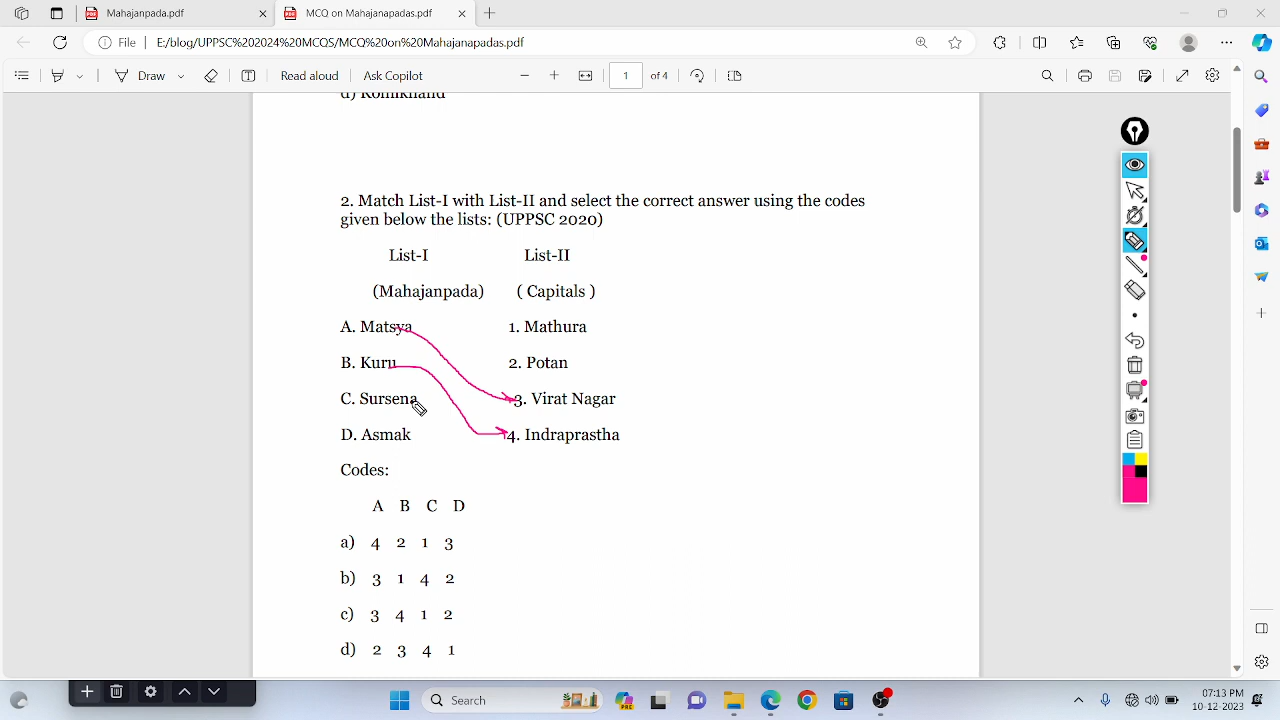 Mahajanpada.pdf
MCQ on Mahajanapadas.pdf
File
E:/blog/UPPSC%202024%20MCQS/MCQ%20on%20Mahajanapadas.pdf
Draw
Read aloud
Ask Copilot
1 of 4
d) Rohilkhand
2. Match List-I with List-II and select the correct answer using the codes
given below the lists: (UPPSC 2020)
List-I List-II
(Mahajanpada) ( Capitals )
A. Matsya 1. Mathura
B. Kuru 2. Potan
C. Sursena 3. Virat Nagar
D. Asmak 4. Indraprastha
Codes:
A B C D
a) 4 2 1 3
b) 3 1 4 2
c) 3 4 1 2
d) 2 3 4 1
Search
07:13 PM
10-12-2023